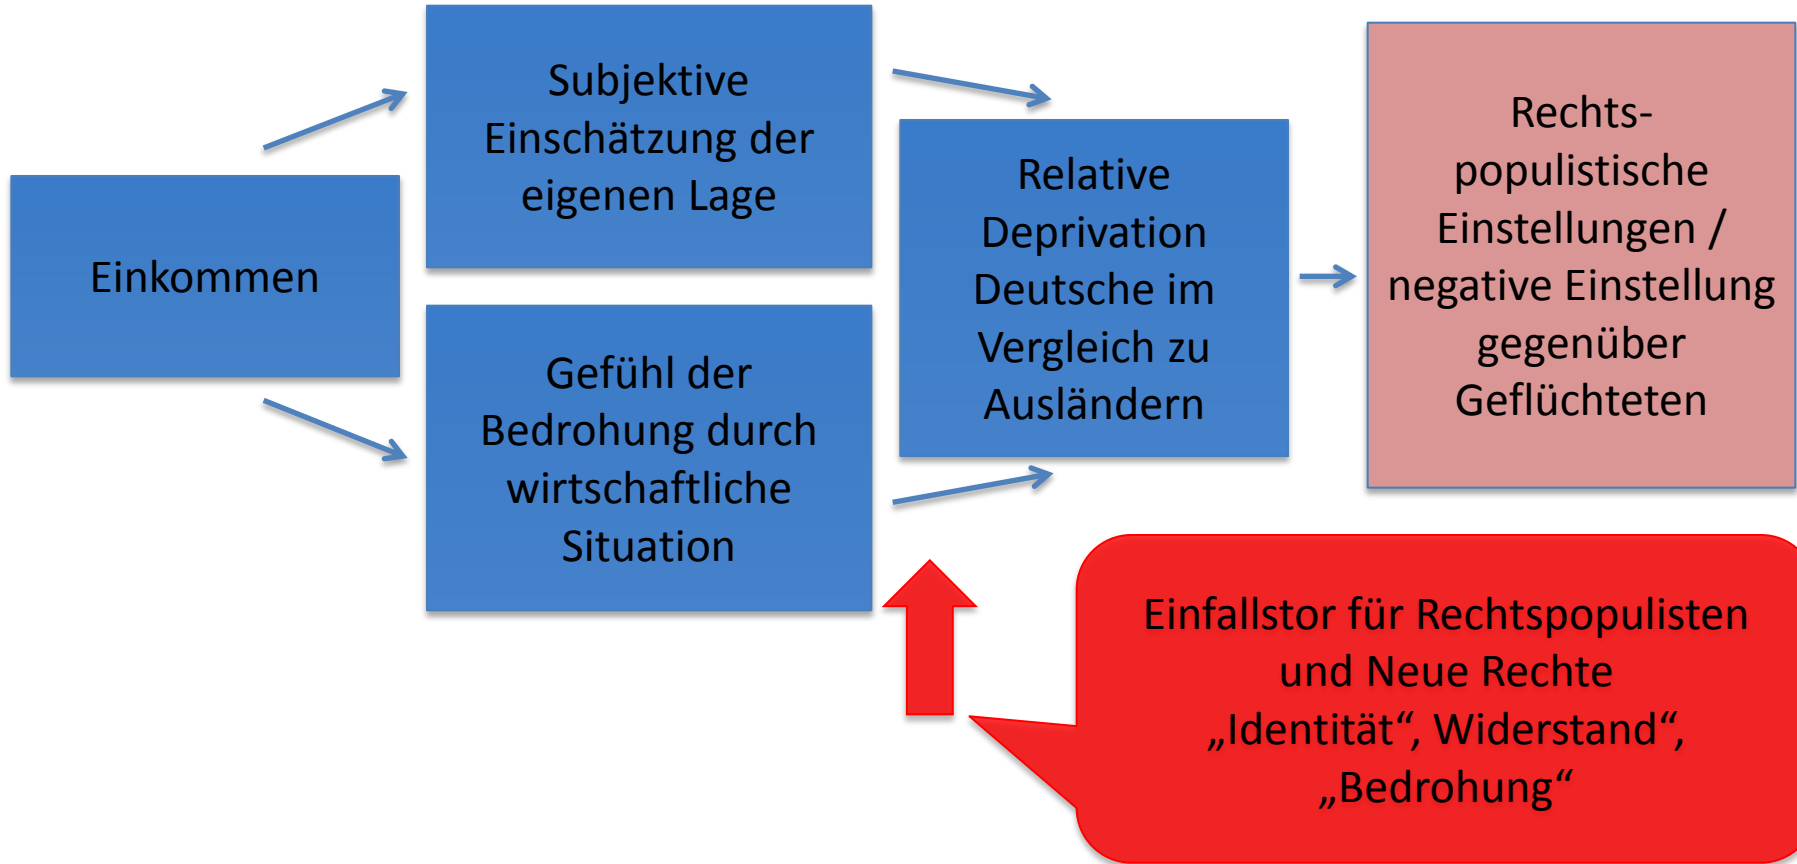 Einkommen
Subjektive
Einschätzung der
eigenen Lage
Gefühl der
Bedrohung durch
wirtschaftliche
Situation
Relative
Deprivation
Deutsche im
Vergleich zu
Ausländern
Rechts-
populistische
Einstellungen /
negative Einstellung
gegenüber
Geflüchteten
Einfallstor für Rechtspopulisten
und Neue Rechte
„Identität“, Widerstand“,
„Bedrohung“